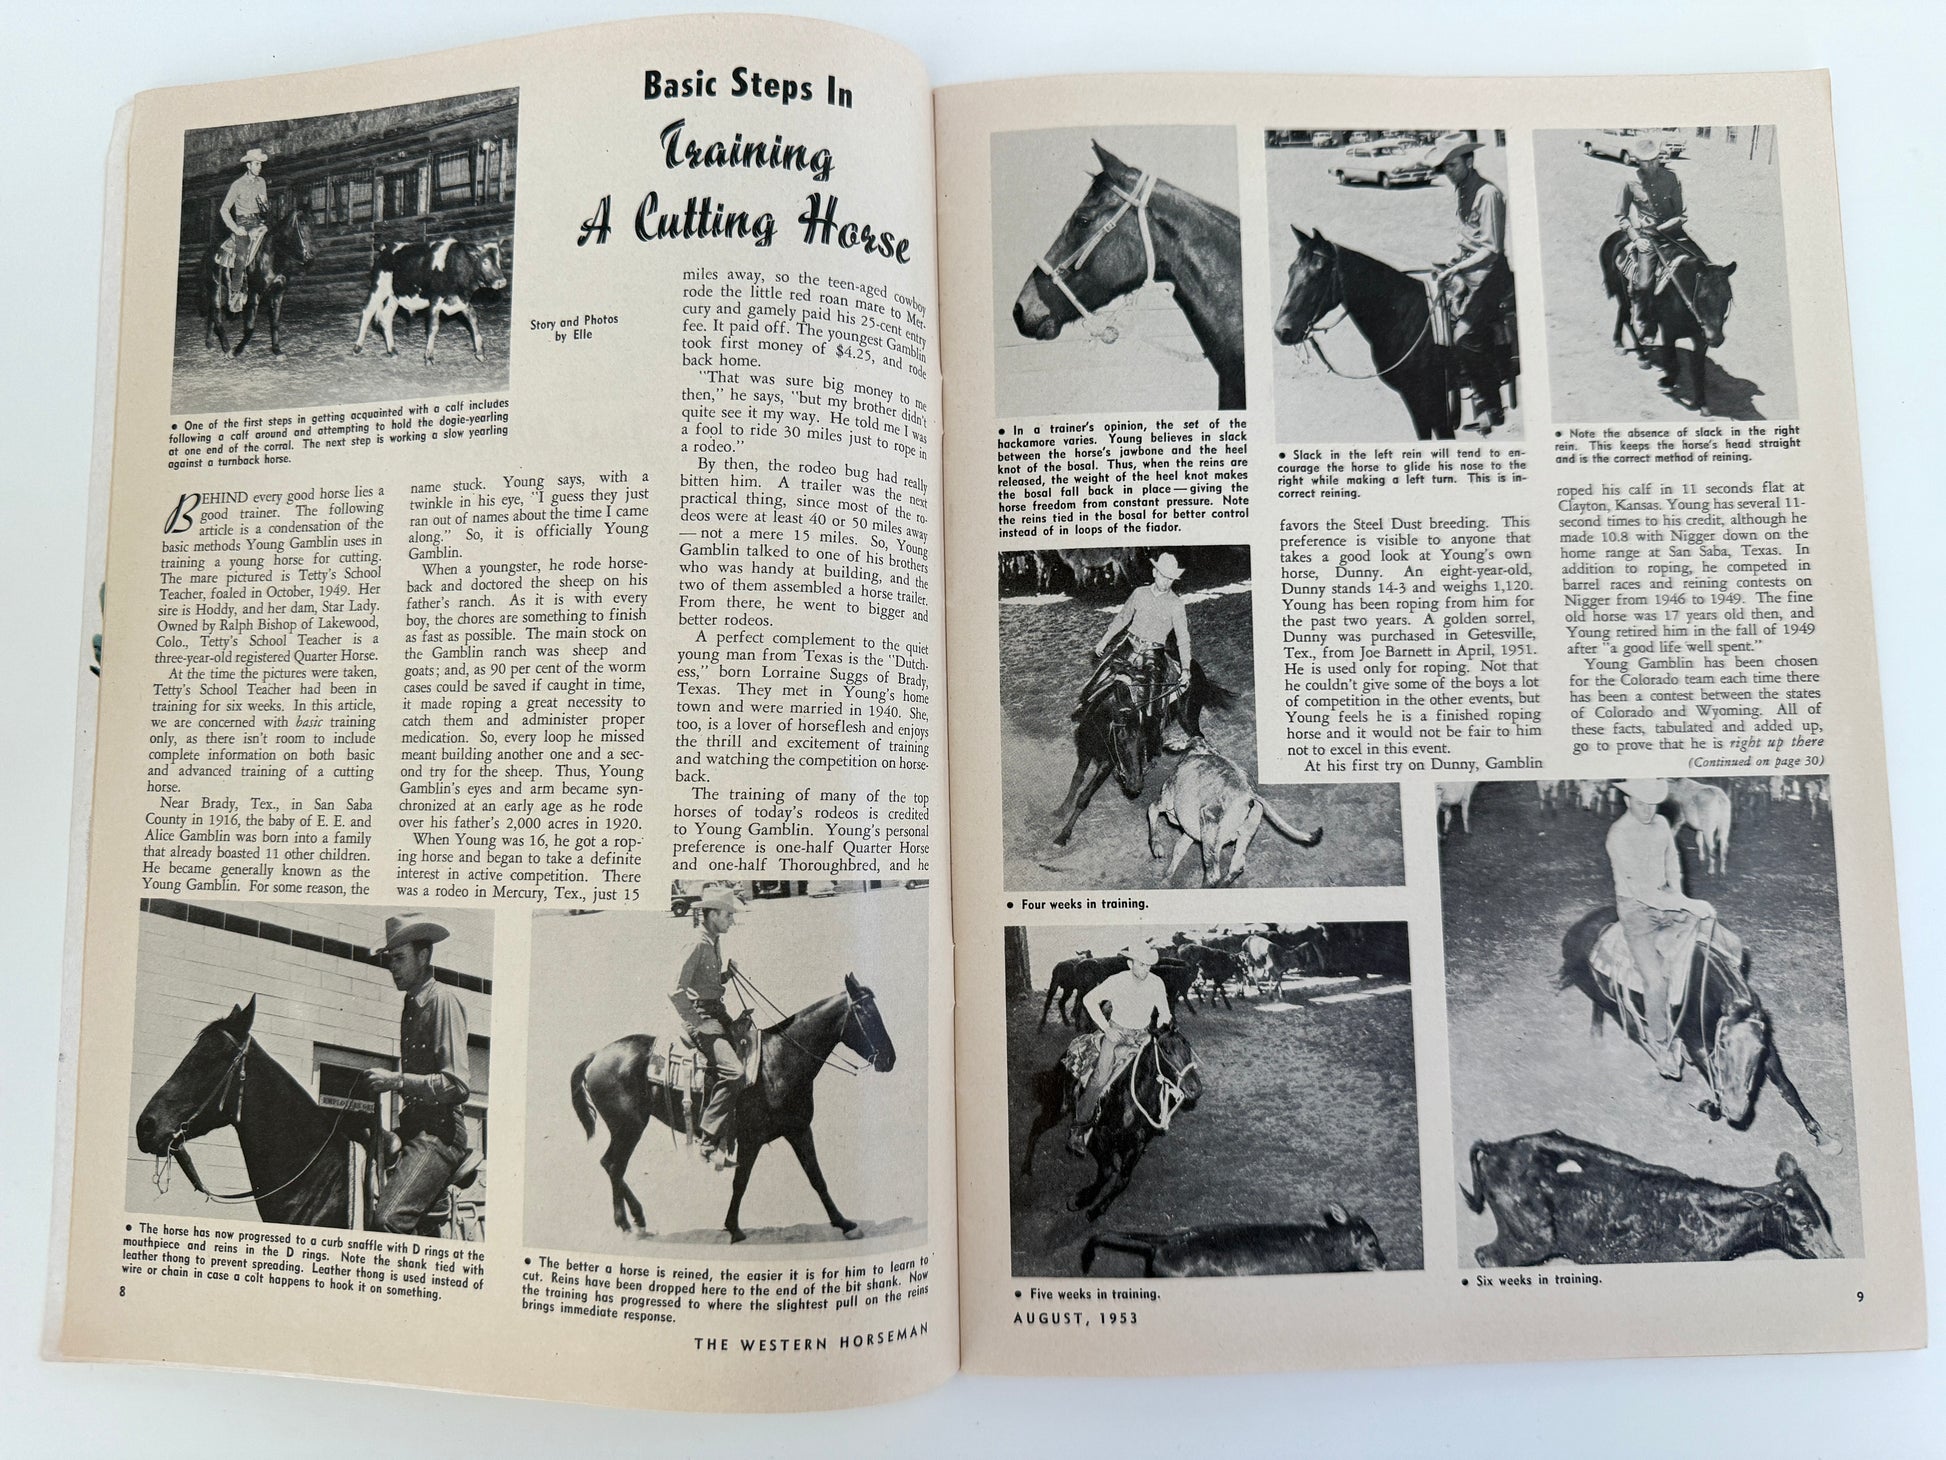 Basic Steps In
Training
A Cutting Horse
Story and Photos
by Elle
• One of the first steps in getting acquainted with a calf includes
following a calf around and attempting to hold the dogie-yearling
at one end of the corral. The next step is working a slow yearling
against a turnback horse.
BEHIND every good horse lies a
good trainer. The following
article is a condensation of the
basic methods Young Gamblin uses in
training a young horse for cutting.
The mare pictured is Tetty's School
Teacher, foaled in October, 1949. Her
sire is Hoddy, and her dam, Star Lady.
Owned by Ralph Bishop of Lakewood,
Colo., Tetty's School Teacher is a
three-year-old registered Quarter Horse.
At the time the pictures were taken,
Tetty's School Teacher had been in
training for six weeks. In this article,
we are concerned with basic training
only, as there isn't room to include
complete information on both basic
and advanced training of a cutting
horse.
Near Brady, Tex., in San Saba
County in 1916, the baby of E. E. and
Alice Gamblin was born into a family
that already boasted 11 other children.
He became generally known as the
Young Gamblin. For some reason, the
name stuck. Young says, with a
twinkle in his eye, "I guess they just
ran out of names about the time I came
along." So, it is officially Young
Gamblin.
When a youngster, he rode horse-
back and doctored the sheep on his
father's ranch. As it is with every
boy, the chores are something to finish
as fast as possible. The main stock on
the Gamblin ranch was sheep and
goats; and, as 90 per cent of the worm
cases could be saved if caught in time,
it made roping a great necessity to
catch them and administer proper
medication. So, every loop he missed
meant building another one and a sec-
ond try for the sheep. Thus, Young
Gamblin's eyes and arm became syn-
chronized at an early age as he rode
over his father's 2,000 acres in 1920.
When Young was 16, he got a rop-
ing horse and began to take a definite
interest in active competition. There
was a rodeo in Mercury, Tex., just 15
miles away, so the teen-aged cowboy
rode the little red roan mare to Mer-
cury and gamely paid his 25-cent entry
fee. It paid off. The youngest Gamblin
took first money of $4.25, and rode
back home.
"That was sure big money to me
then," he says, "but my brother didn't
quite see it my way. He told me I was
a fool to ride 30 miles just to rope in
a rodeo."
By then, the rodeo bug had really
bitten him. A trailer was the next
practical thing, since most of the ro-
deos were at least 40 or 50 miles away
— not a mere 15 miles. So, Young
Gamblin talked to one of his brothers
who was handy at building, and the
two of them assembled a horse trailer.
From there, he went to bigger and
better rodeos.
A perfect complement to the quiet
young man from Texas is the "Dutch-
ess," born Lorraine Suggs of Brady,
Texas. They met in Young's home
town and were married in 1940. She,
too, is a lover of horseflesh and enjoys
the thrill and excitement of training
and watching the competition on horse-
back.
The training of many of the top
horses of today's rodeos is credited
to Young Gamblin. Young's personal
preference is one-half Quarter Horse
and one-half Thoroughbred, and he
• The horse has now progressed to a curb snaffle with D rings at the
mouthpiece and reins in the D rings. Note the shank tied with
leather thong to prevent spreading. Leather thong is used instead of
wire or chain in case a colt happens to hook it on something.
• The better a horse is reined, the easier it is for him to learn to
cut. Reins have been dropped here to the end of the bit shank. Now
the training has progressed to where the slightest pull on the reins
brings immediate response.
8
THE WESTERN HORSEMAN
• In a trainer's opinion, the set of the
hackamore varies. Young believes in slack
between the horse's jawbone and the heel
knot of the bosal. Thus, when the reins are
released, the weight of the heel knot makes
the bosal fall back in place — giving the
horse freedom from constant pressure. Note
the reins tied in the bosal for better control
instead of in loops of the fiador.
• Slack in the left rein will tend to en-
courage the horse to glide his nose to the
right while making a left turn. This is in-
correct reining.
• Note the absence of slack in the right
rein. This keeps the horse's head straight
and is the correct method of reining.
favors the Steel Dust breeding. This
preference is visible to anyone that
takes a good look at Young's own
horse, Dunny. An eight-year-old,
Dunny stands 14-3 and weighs 1,120.
Young has been roping from him for
the past two years. A golden sorrel,
Dunny was purchased in Getesville,
Tex., from Joe Barnett in April, 1951.
He is used only for roping. Not that
he couldn't give some of the boys a lot
of competition in the other events, but
Young feels he is a finished roping
horse and it would not be fair to him
not to excel in this event.
At his first try on Dunny, Gamblin
roped his calf in 11 seconds flat at
Clayton, Kansas. Young has several 11-
second times to his credit, although he
made 10.8 with Nigger down on the
home range at San Saba, Texas. In
addition to roping, he competed in
barrel races and reining contests on
Nigger from 1946 to 1949. The fine
old horse was 17 years old then, and
Young retired him in the fall of 1949
after "a good life well spent."
Young Gamblin has been chosen
for the Colorado team each time there
has been a contest between the states
of Colorado and Wyoming. All of
these facts, tabulated and added up,
go to prove that he is right up there
(Continued on page 30)
• Four weeks in training.
• Five weeks in training.
• Six weeks in training.
AUGUST, 1953
9